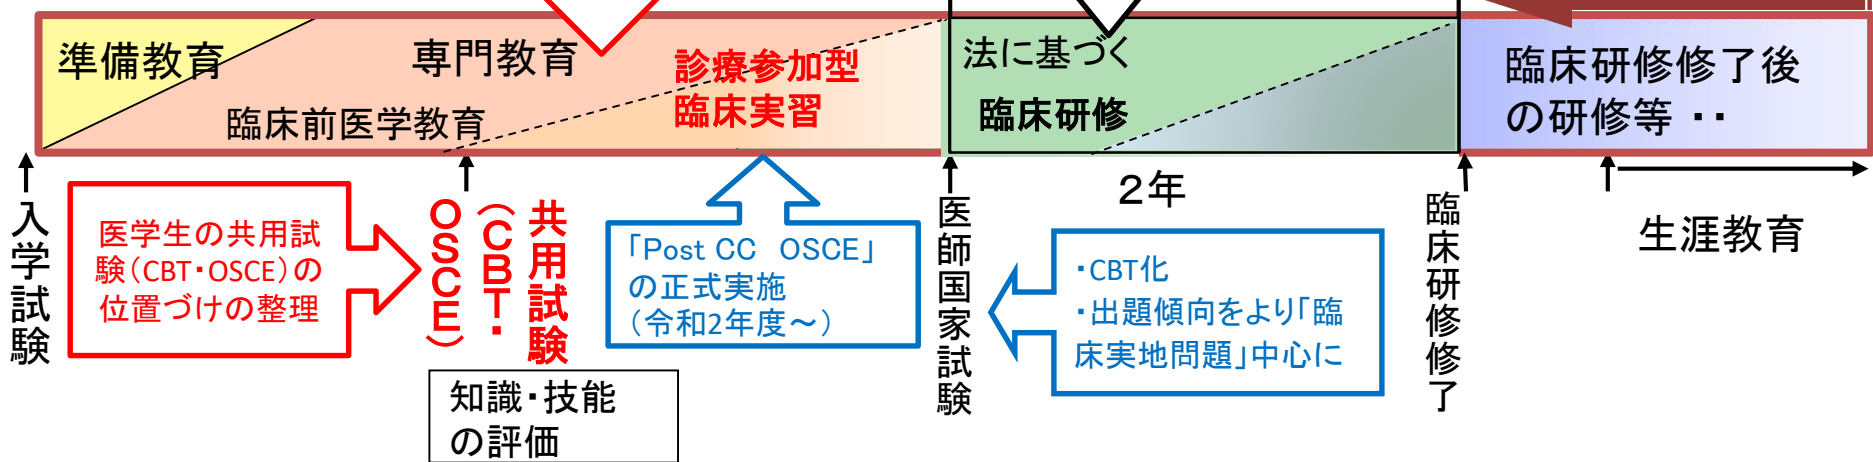 準備教育
専門教育
臨床前医学教育
診療参加型
臨床実習
法に基づく
臨床研修
臨床研修修了後
の研修等 ・・
入学試験
医学生の共用試
験(CBT・OSCE)の
位置づけの整理
共用試験
(CBT・
OSCE)
知識・技能
の評価
「Post CC　OSCE」
の正式実施
(令和2年度～)
医師国家試験
2年
・CBT化
・出題傾向をより「臨
床実地問題」中心に
臨床研修修了
生涯教育